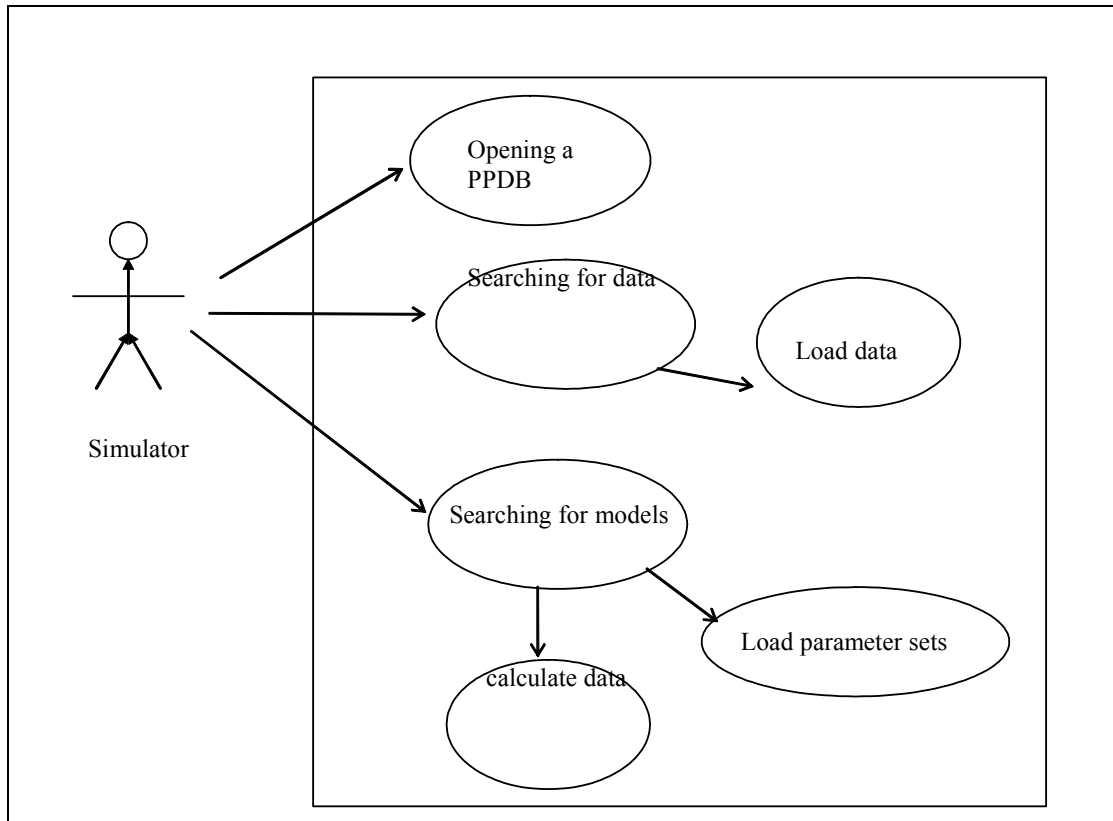 Opening a
PPDB
Searching for data
Load data
Simulator
Searching for models
Load parameter sets
calculate data